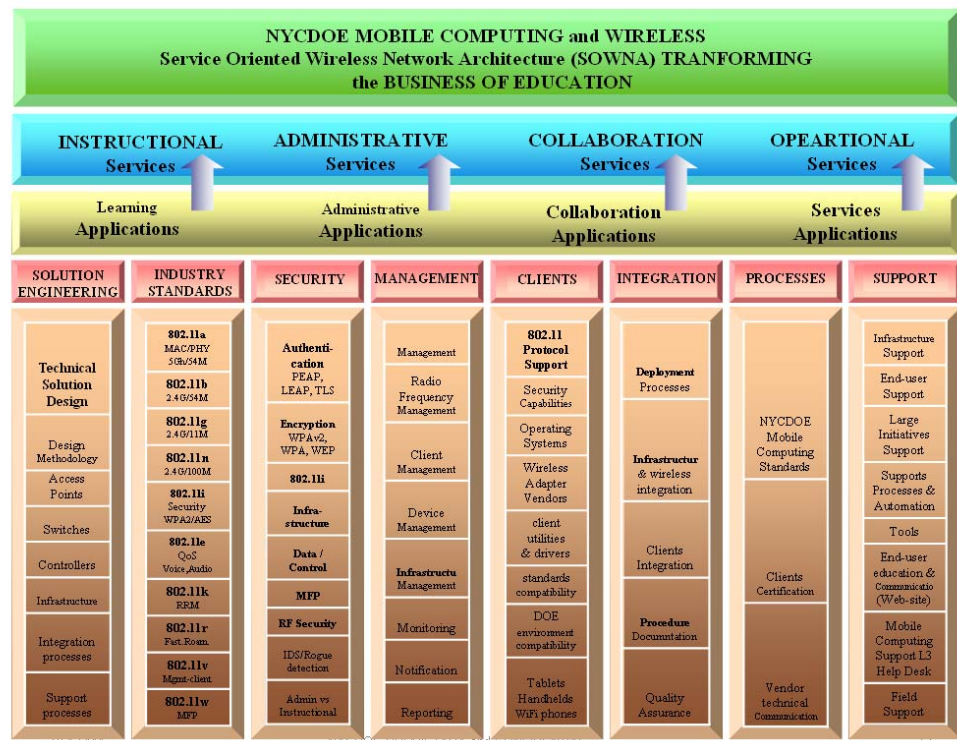 NYCDOE MOBILE COMPUTING and WIRELESS
Service Oriented Wireless Network Architecture (SOWNA) TRANFORMING
the BUSINESS OF EDUCATION
INSTRUCTIONAL
Services
ADMINISTRATIVE
Services
COLLABORATION
Services
OPEARTIONAL
Services
Learning
Applications
Administrative
Applications
Collaboration
Applications
Services
Applications
SOLUTION
ENGINEERING
INDUSTRY
STANDARDS
SECURITY
MANAGEMENT
CLIENTS
INTEGRATION
PROCESSES
SUPPORT
Technical
Solution
Design
Design
Methodology
Access
Points
Switches
Controllers
Infrastructure
Integration
processes
Support
processes
802.11a
MAC/PHY
5Gh/54M
802.11b
2.4G/54M
802.11g
2.4G/11M
802.11n
2.4G/100M
802.11i
Security
WPA2/AES
802.11e
QoS
Voice,Audio
802.11k
RRM
802.11r
Fast.Roam.
802.11v
Mgmt-client
802.11w
MFP
Authenti-
cation
PEAP,
LEAP, TLS
Encryption
WPAv2,
WPA, WEP
802.11i
Infra-
structure
Data /
Control
MFP
RF Security
IDS/Rogue
detection
Admin vs
Instructional
Management
Radio
Frequency
Management
Client
Management
Device
Management
Infrastructu
Management
Monitoring
Notification
Reporting
802.11
Protocol
Support
Security
Capabilities
Operating
Systems
Wireless
Adapter
Vendors
client
utilities
& drivers
standards
compatibility
DOE
environment
compatibility
Tablets
Handhelds
WiFi phones
Deployment
Processes
Infrastructur
& wireless
integration
Clients
Integration
Procedure
Documntation
Quality
Assurance
NYCDOE
Mobile
Computing
Standards
Clients
Certification
Vendor
technical
Communication
Infrastructure
Support
End-user
Support
Large
Initiatives
Support
Supports
Processes &
Automation
Tools
End-user
education &
Communicatio
(Web-site)
Mobile
Computing
Support L3
Help Desk
Field
Support